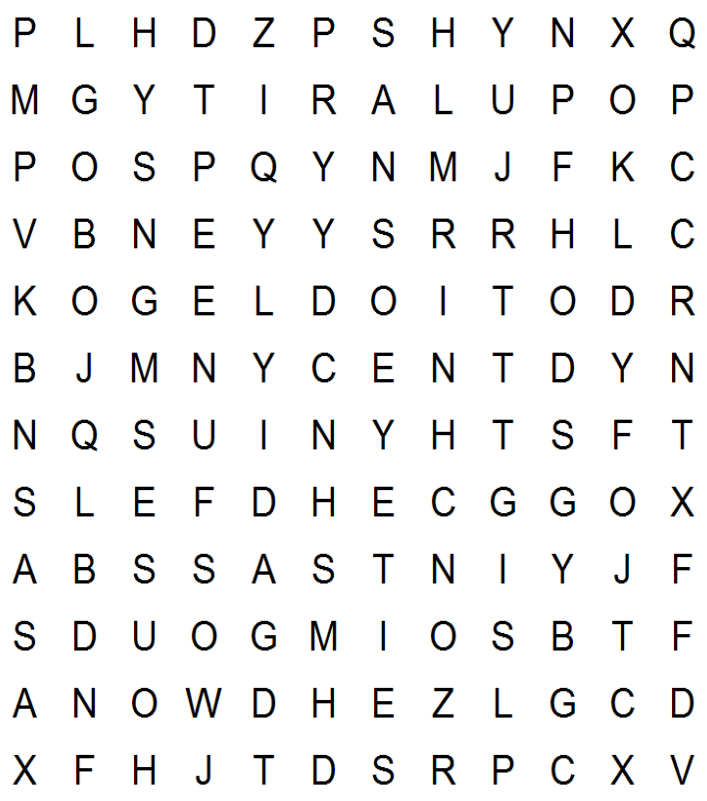 P L H D Z P S H Y N X Q
M G Y T I R A L U P O P
P O S P Q Y N M J F K C
V B N E Y Y S R R H L C
K O G E L D O I T O D R
B J M N Y C E N T D Y N
N Q S U I N Y H T S F T
S L E F D H E C G G O X
A B S S A S T N I Y J F
S D U O G M I O S B T F
A N O W D H E Z L G C D
X F H J T D S R P C X V